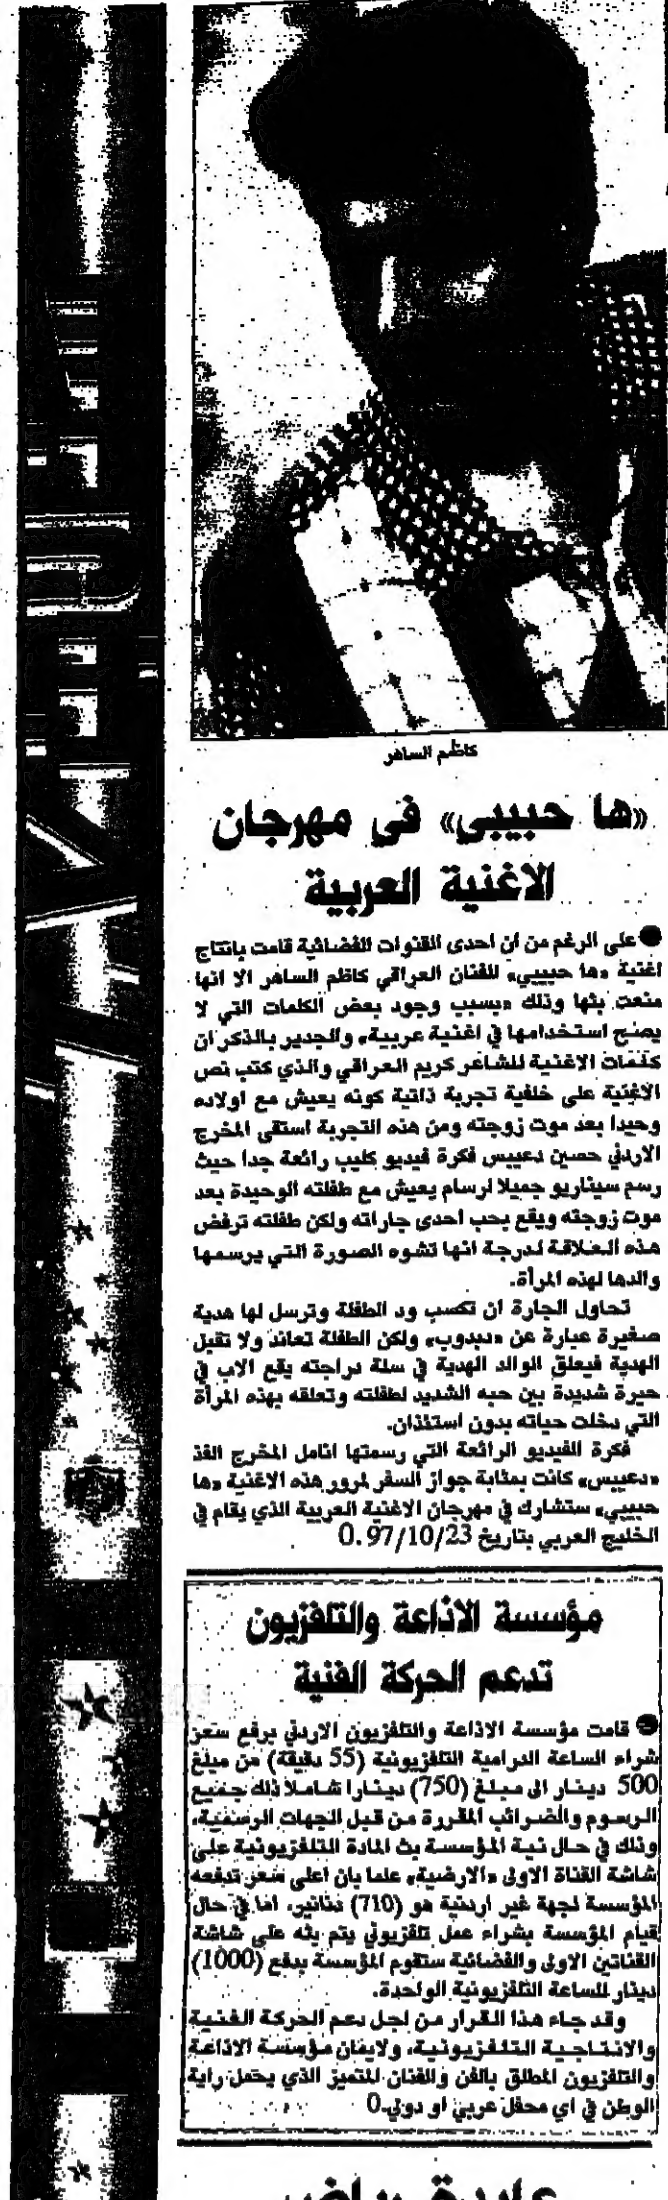 كاظم الساهر
«ها حبيبي» في مهرجان
الاغنية العربية
● على الرغم من ان احدى القنوات الفضائية قامت بانتاج
اغنية «ها حبيبي» للفنان العراقي كاظم الساهر الا انها
منعت بثها وذلك «بسبب وجود بعض الكلمات التي لا
يصح استخدامها في اغنية عربية» والجدير بالذكر ان
كلمات الاغنية للشاعر كريم العراقي والذي كتب نص
الاغنية على خلفية تجربة ذاتية كونه يعيش مع اولاده
وحيدا بعد موت زوجته ومن هذه التجربة استقى المخرج
الاردني حسين دعيبس فكرة فيديو كليب رائعة جدا حيث
رسم سيناريو جميلا لرسام يعيش مع طفلته الوحيدة بعد
موت زوجته ويقع بحب احدى جاراته ولكن طفلته ترفض
هذه العلاقة لدرجة انها تشوه الصورة التي يرسمها
والدها لهذه المرأة.
تحاول الجارة ان تكسب ود الطفلة وترسل لها هدية
صغيرة عبارة عن «دبدوب» ولكن الطفلة تعاند ولا تقبل
الهدية فيعلق الوالد الهدية في سلة دراجته يقع الاب في
حيرة شديدة بين حبه الشديد لطفلته وتعلقه بهذه المرأة
التي دخلت حياته بدون استئذان.
فكرة الفيديو الرائعة التي رسمتها انامل المخرج الفذ
«دعيبس» كانت بمثابة جواز السفر لمرور هذه الاغنية «ها
حبيبي» ستشارك في مهرجان الاغنية العربية الذي يقام في
الخليج العربي بتاريخ 97/10/23.0
مؤسسة الاذاعة والتلفزيون
تدعم الحركة الفنية
● قامت مؤسسة الاذاعة والتلفزيون الاردني برفع سعر
شراء الساعة الدرامية التلفزيونية (55 دقيقة) من مبلغ
500 دينار الى مبلغ (750) دينارا شاملا ذلك جميع
الرسوم والضرائب المقررة من قبل الجهات الرسمية،
وذلك في حال نية المؤسسة بث المادة التلفزيونية على
شاشة القناة الاولى «الارضية» علما بان اعلى سعر تدفعه
المؤسسة لجهة غير اردنية هو (710) دنانير، اما في حال
قيام المؤسسة بشراء عمل تلفزيوني يتم بثه على شاشة
القناتين الاولى والفضائية ستقوم المؤسسة بدفع (1000)
دينار للساعة التلفزيونية الواحدة.
وقد جاء هذا القرار من اجل دعم الحركة الفنية
والانتاجية التلفزيونية، ولايمان مؤسسة الاذاعة
والتلفزيون المطلق بالفن والفنان المتميز الذي يحمل راية
الوطن في اي محفل عربي او دولي.0